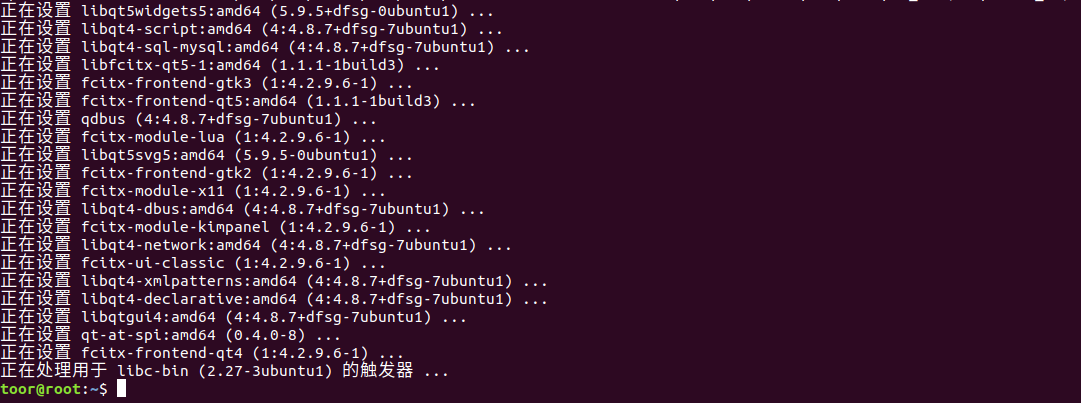 正在设置 libqt5widgets5:amd64 (5.9.5+dfsg-0ubuntu1) ...
正在设置 libqt4-script:amd64 (4:4.8.7+dfsg-7ubuntu1) ...
正在设置 libqt4-sql-mysql:amd64 (4:4.8.7+dfsg-7ubuntu1) ...
正在设置 libfcitx-qt5-1:amd64 (1.1.1-1build3) ...
正在设置 fcitx-frontend-gtk3 (1:4.2.9.6-1) ...
正在设置 fcitx-frontend-qt5:amd64 (1.1.1-1build3) ...
正在设置 qdbus (4:4.8.7+dfsg-7ubuntu1) ...
正在设置 fcitx-module-lua (1:4.2.9.6-1) ...
正在设置 libqt5svg5:amd64 (5.9.5-0ubuntu1) ...
正在设置 fcitx-frontend-gtk2 (1:4.2.9.6-1) ...
正在设置 fcitx-module-x11 (1:4.2.9.6-1) ...
正在设置 libqt4-dbus:amd64 (4:4.8.7+dfsg-7ubuntu1) ...
正在设置 fcitx-module-kimpanel (1:4.2.9.6-1) ...
正在设置 libqt4-network:amd64 (4:4.8.7+dfsg-7ubuntu1) ...
正在设置 fcitx-ui-classic (1:4.2.9.6-1) ...
正在设置 libqt4-xmlpatterns:amd64 (4:4.8.7+dfsg-7ubuntu1) ...
正在设置 libqt4-declarative:amd64 (4:4.8.7+dfsg-7ubuntu1) ...
正在设置 libqtgui4:amd64 (4:4.8.7+dfsg-7ubuntu1) ...
正在设置 qt-at-spi:amd64 (0.4.0-8) ...
正在设置 fcitx-frontend-qt4 (1:4.2.9.6-1) ...
正在处理用于 libc-bin (2.27-3ubuntu1) 的触发器 ...
toor@root:~$